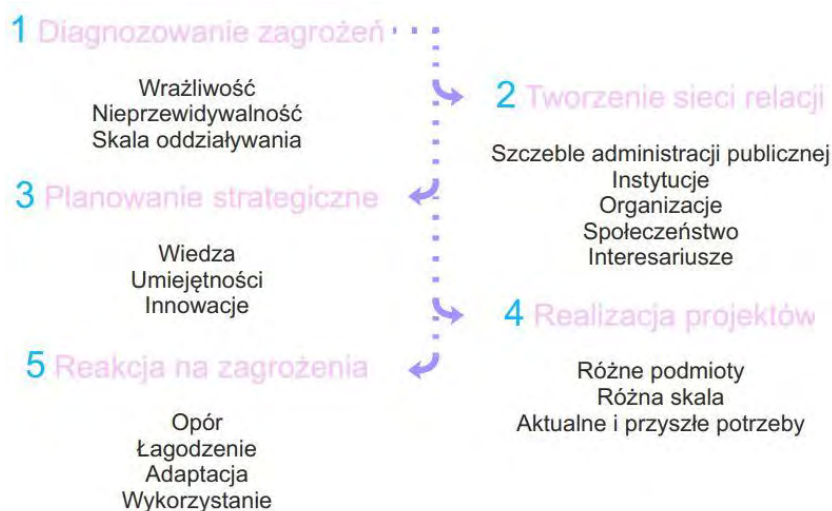 1 Diagnozowanie zagrożeń
Wrażliwość
Nieprzewidywalność
Skala oddziaływania
2 Tworzenie sieci relacji
Szczeble administracji publicznej
Instytucje
Organizacje
Społeczeństwo
Interesariusze
3 Planowanie strategiczne
Wiedza
Umiejętności
Innowacje
4 Realizacja projektów
Różne podmioty
Różna skala
Aktualne i przyszłe potrzeby
5 Reakcja na zagrożenia
Opór
Łagodzenie
Adaptacja
Wykorzystanie